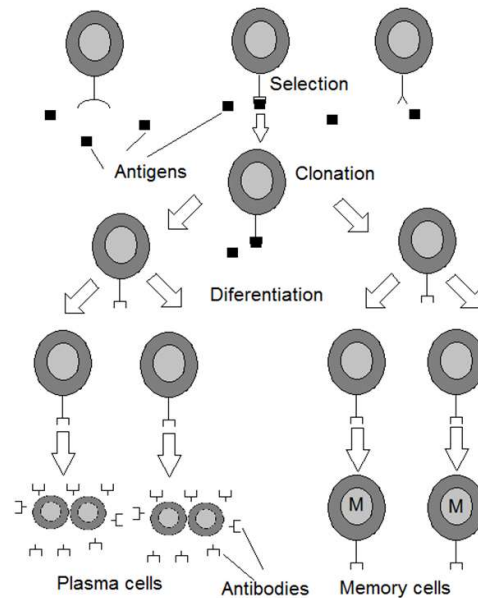 Selection
Antigens
Clonation
Diferentiation
M
M
Plasma cells
Antibodies
Memory cells